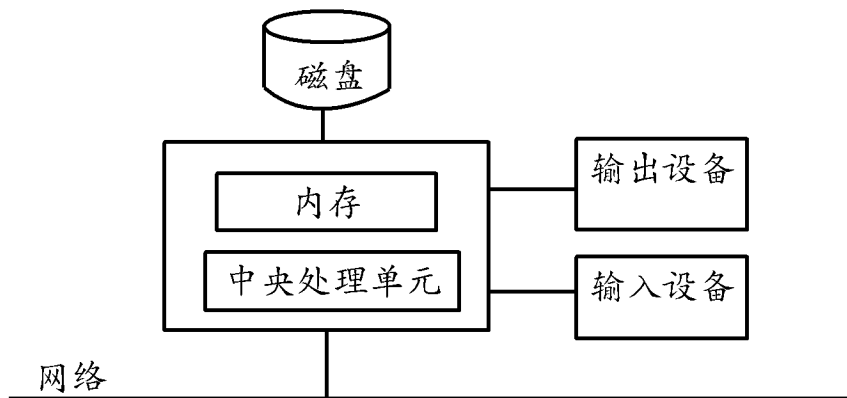 磁盘
内存
中央处理单元
输出设备
输入设备
网络